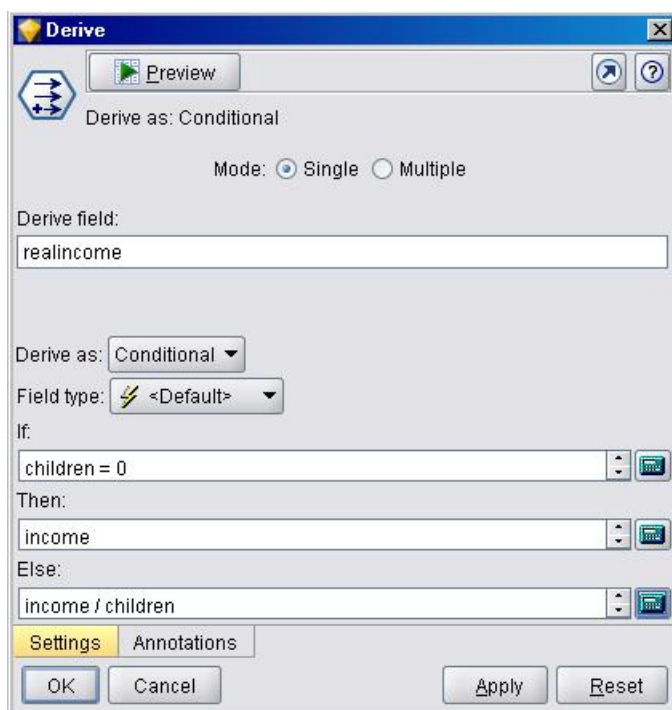 Derive
Preview
Derive as: Conditional
Mode: Single Multiple
Derive field:
realincome
Derive as: Conditional
Field type: <Default>
If:
children = 0
Then:
income
Else:
income / children
Settings Annotations
OK Cancel Apply Reset